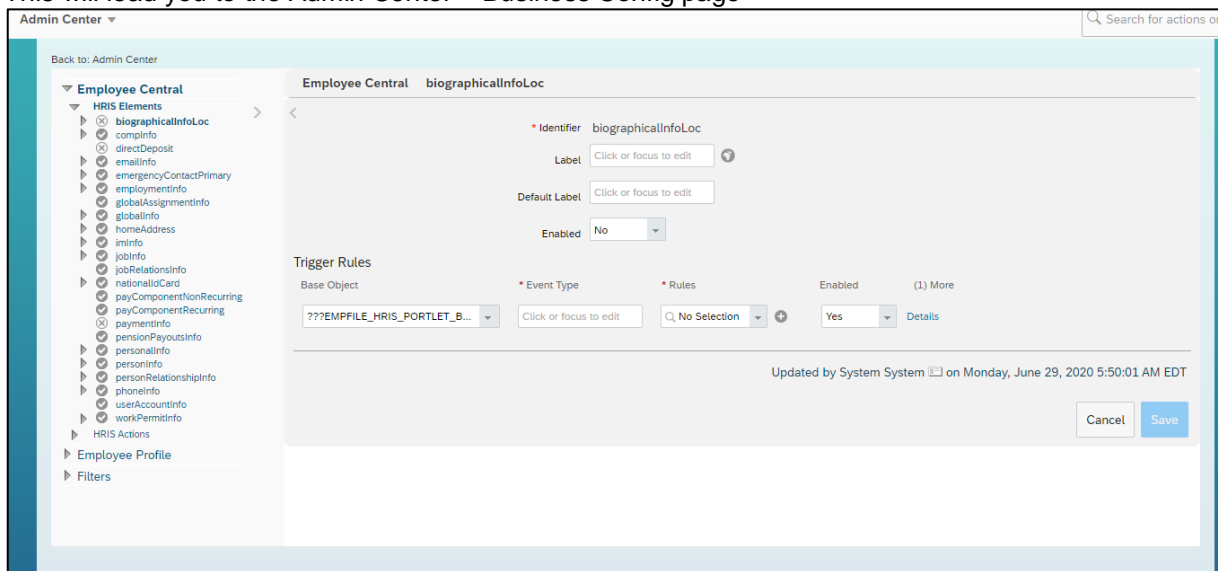 This will lead you to the Admin Center – Business Config page
Admin Center
Search for actions or
Back to: Admin Center
Employee Central
HRIS Elements
biographicalInfoLoc
compInfo
directDeposit
emailInfo
emergencyContactPrimary
employmentInfo
globalAssignmentInfo
globalInfo
homeAddress
imInfo
jobInfo
jobRelationsInfo
nationalIdCard
payComponentNonRecurring
payComponentRecurring
paymentInfo
pensionPayoutsInfo
personalInfo
personInfo
personRelationshipInfo
phoneInfo
userAccountInfo
workPermitInfo
HRIS Actions
Employee Profile
Filters
Employee Central biographicalInfoLoc
* Identifier biographicalInfoLoc
Label Click or focus to edit
Default Label Click or focus to edit
Enabled No
Trigger Rules
Base Object * Event Type * Rules Enabled (1) More
???EMPFILE_HRIS_PORTLET_B... Click or focus to edit No Selection Yes Details
Updated by System System on Monday, June 29, 2020 5:50:01 AM EDT
Cancel Save